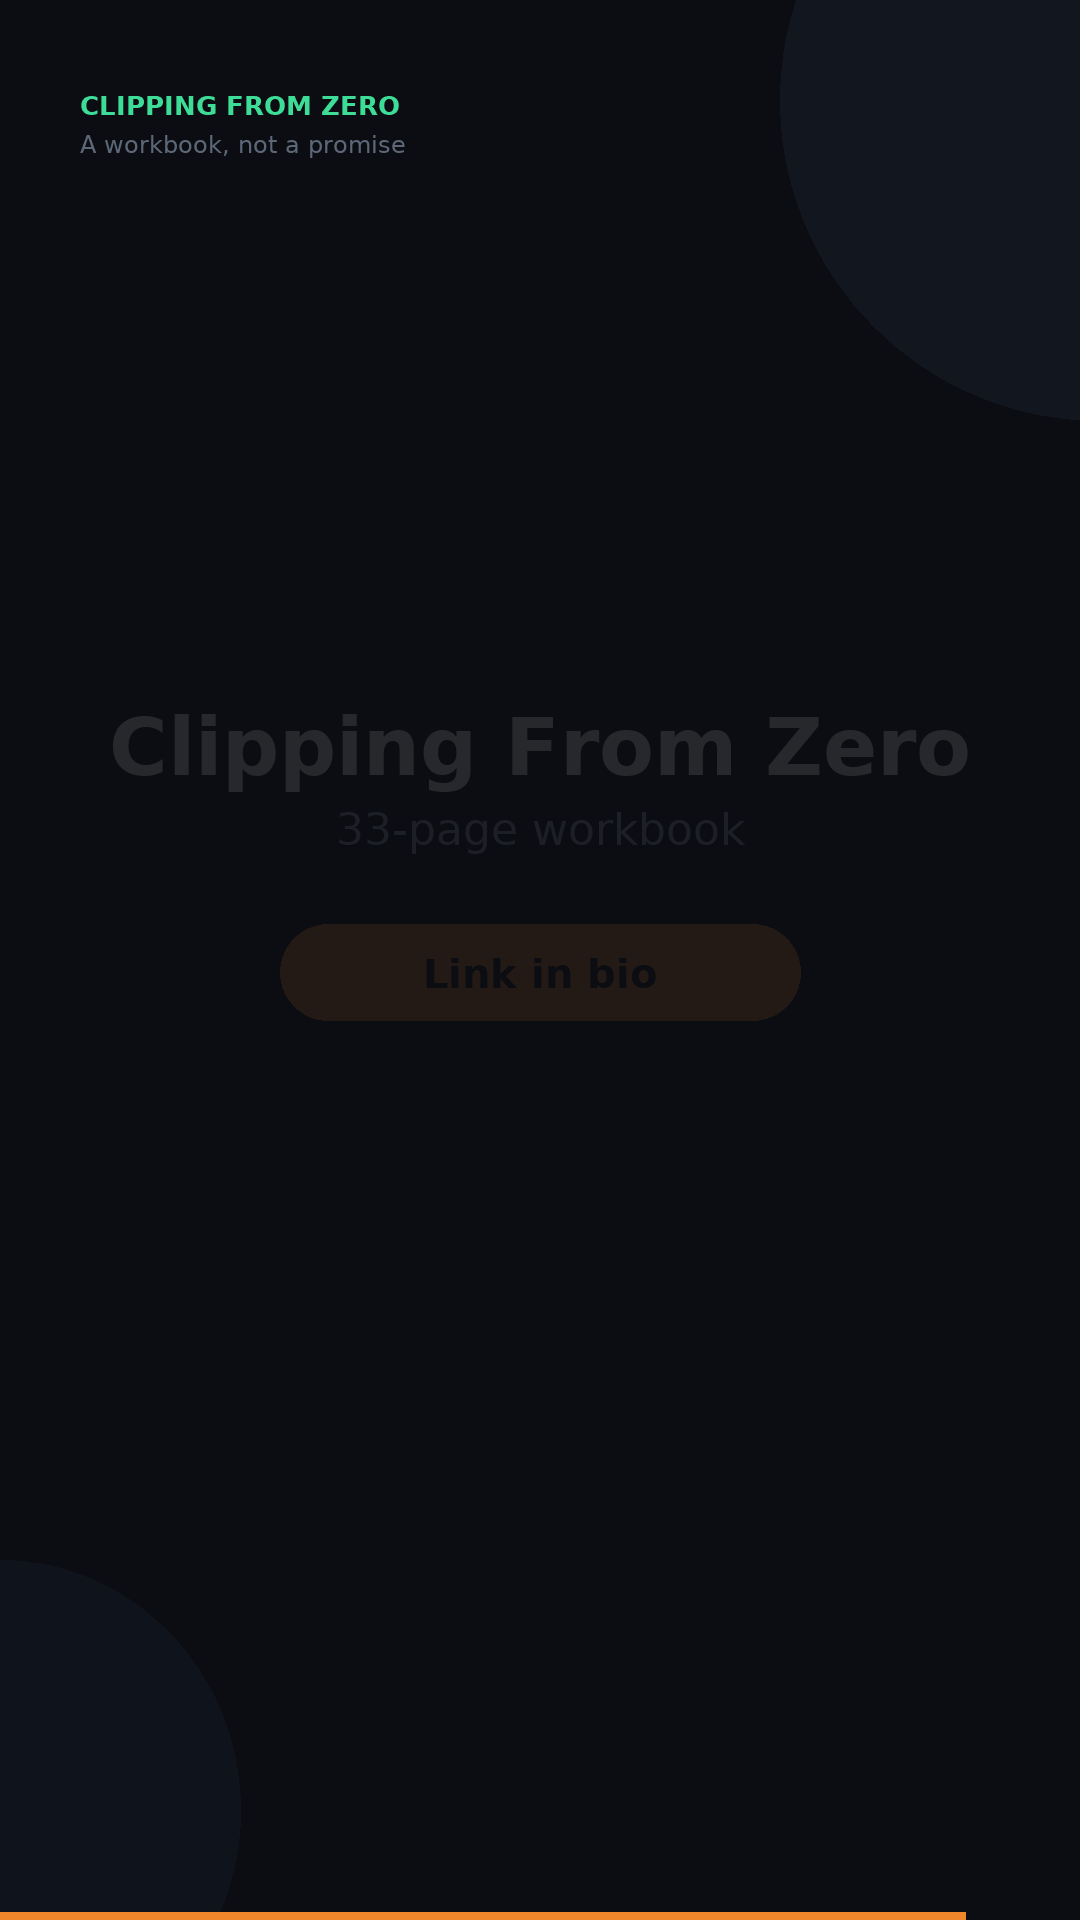 CLIPPING FROM ZERO
A workbook, not a promise
Clipping From Zero
33-page workbook
Link in bio